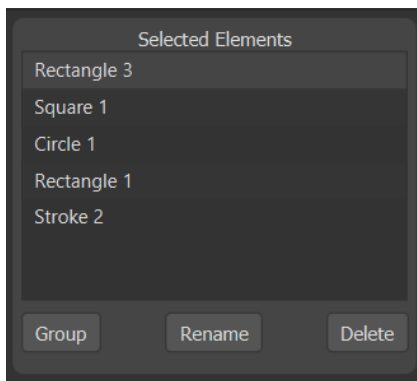 Selected Elements
Rectangle 3
Square 1
Circle 1
Rectangle 1
Stroke 2
Group Rename Delete